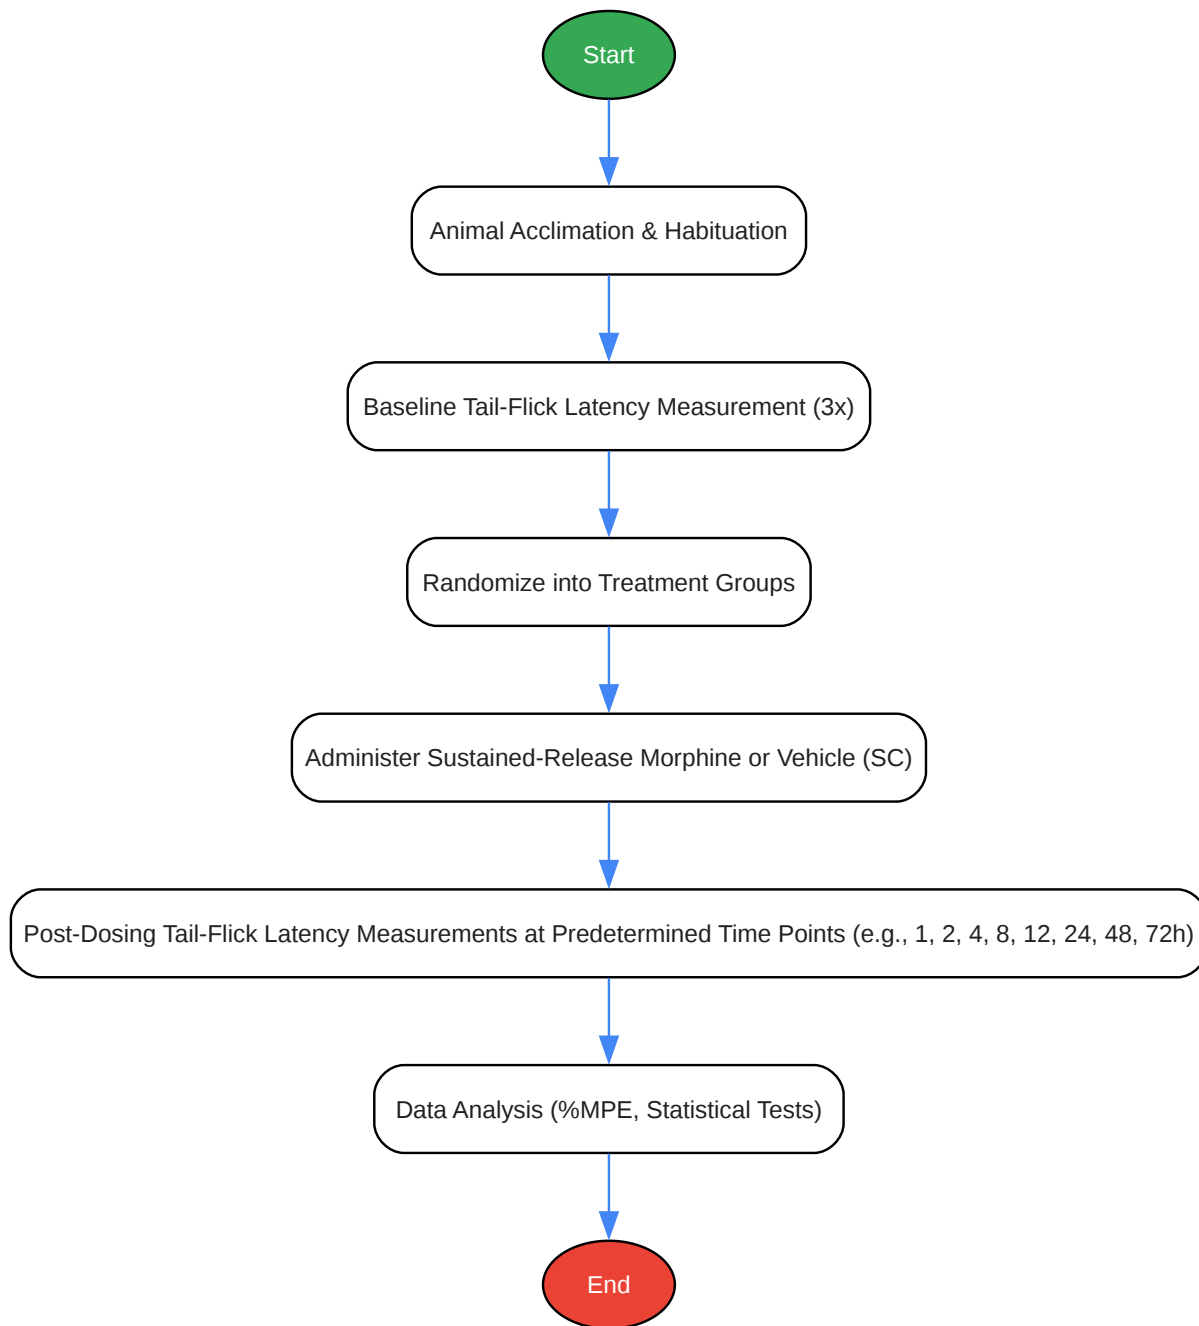 Start
Animal Acclimation & Habituation
Baseline Tail-Flick Latency Measurement (3x)
Randomize into Treatment Groups
Administer Sustained-Release Morphine or Vehicle (SC)
Post-Dosing Tail-Flick Latency Measurements at Predetermined Time Points (e.g., 1, 2, 4, 8, 12, 24, 48, 72h)
Data Analysis (%MPE, Statistical Tests)
End